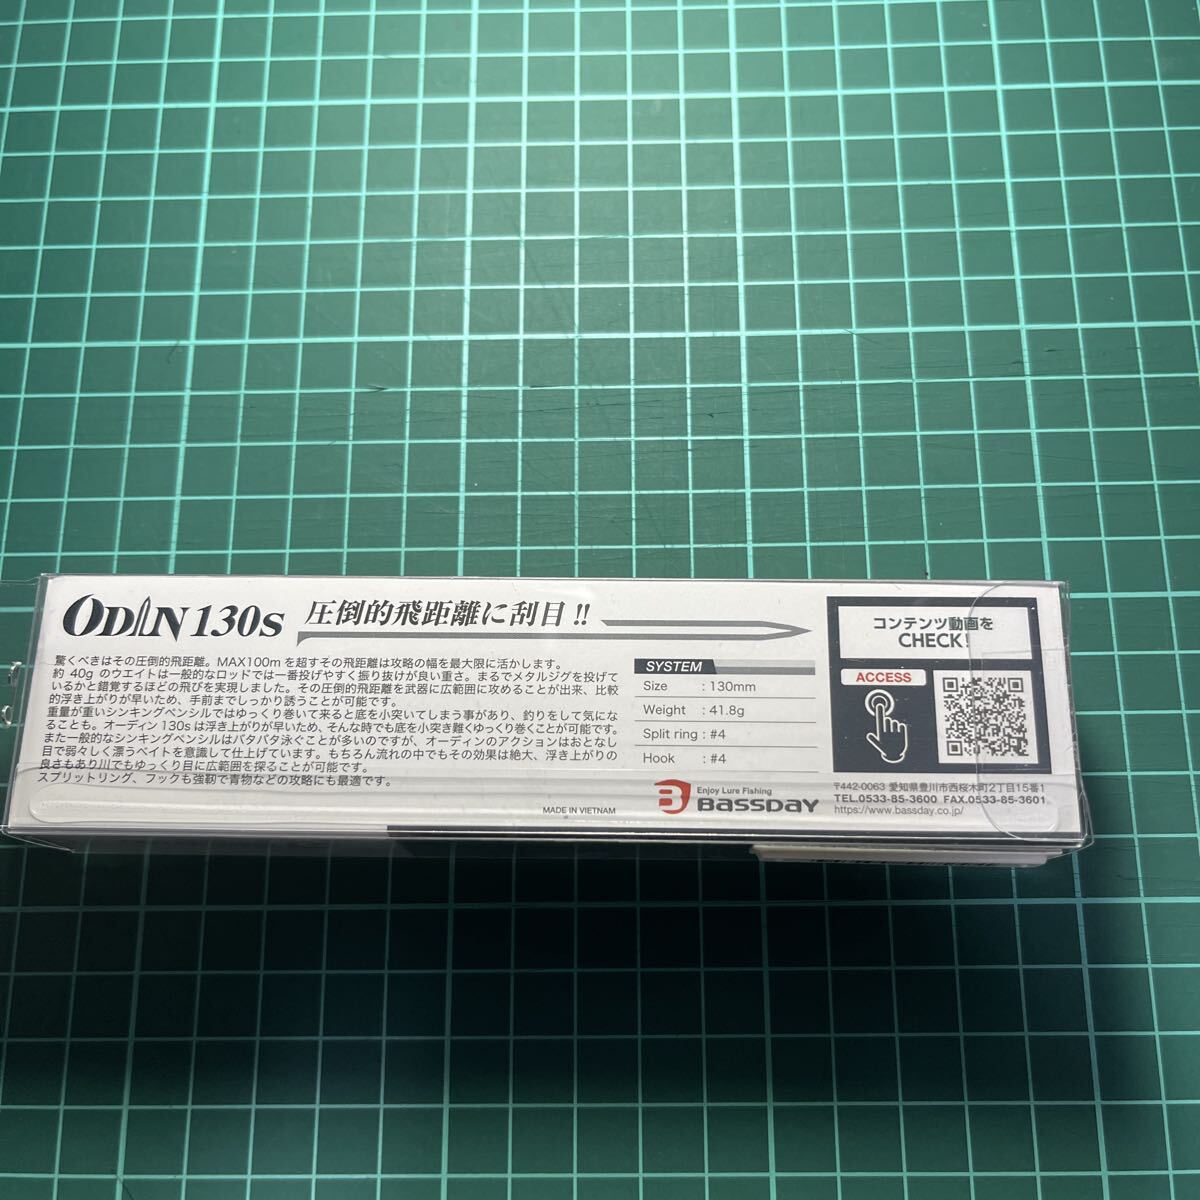 ODIN 130s 圧倒的飛距離に刮目!!
驚くべきはその圧倒的飛距離。MAX100m を超すその飛距離は攻略の幅を最大限に活かします。
約 40g のウエイトは一般的なロッドでは一番投げやすく振り抜けが良い重さ。まるでメタルジグを投げて
いるかと錯覚するほどの飛びを実現しました。その圧倒的飛距離を武器に広範囲に攻めることが出来、比較
的浮き上がりが早いため、手前までしっかり誘うことが可能です。
重量が重いシンキングペンシルではゆっくり巻いて来ると底を小突いてしまう事があり、釣りをして気にな
ることも。オーディン 130s は浮き上がりが早いため、そんな時でも底を小突き難くゆっくり巻くことが可能です。
また一般的なシンキングペンシルはバタバタ泳ぐことが多いのですが、オーディンのアクションはおとなし
目で弱々しく漂うベイトを意識して仕上げています。もちろん流れの中でもその効果は絶大、浮き上がりの
良さもあり川でもゆっくり目に広範囲を探ることが可能です。
スプリットリング、フックも強靭で青物などの攻略にも最適です。
MADE IN VIETNAM
SYSTEM
Size : 130mm
Weight : 41.8g
Split ring : #4
Hook : #4
Enjoy Lure Fishing
BASSDAY
コンテンツ動画を
CHECK!
ACCESS
〒442-0063 愛知県豊川市西桜木町2丁目15番1
TEL.0533-85-3600 FAX.0533-85-3601
https://www.bassday.co.jp/